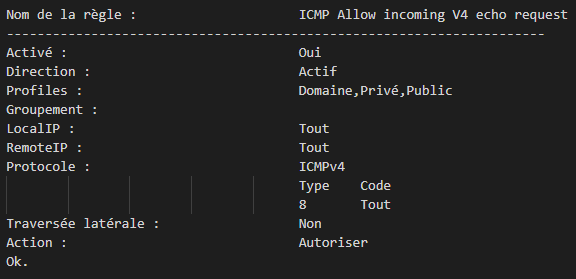 Nom de la règle :                     ICMP Allow incoming V4 echo request
----------------------------------------------------------------------
Activé :                              Oui
Direction :                           Actif
Profiles :                            Domaine,Privé,Public
Groupement :
LocalIP :                             Tout
RemoteIP :                            Tout
Protocole :                           ICMPv4
                                      Type    Code
                                      8       Tout
Traversée latérale :                  Non
Action :                              Autoriser
Ok.